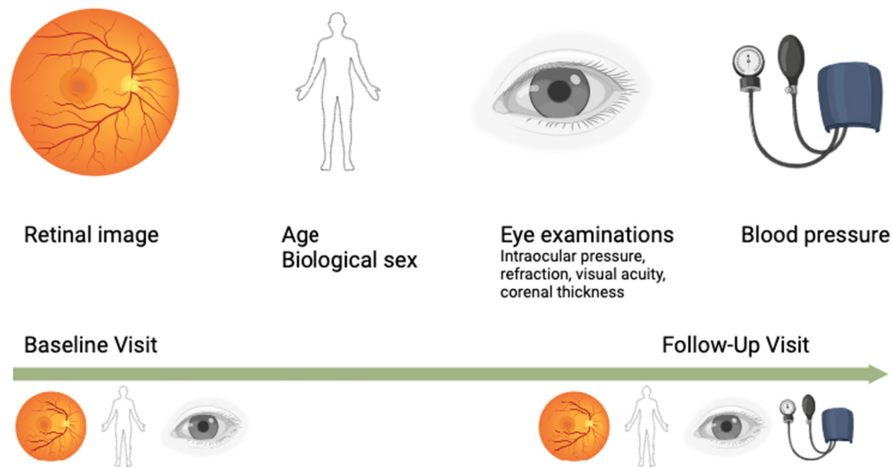 Retinal image
Age
Biological sex
Eye examinations
Intraocular pressure,
refraction, visual acuity,
corenal thickness
Blood pressure
Baseline Visit
Follow-Up Visit